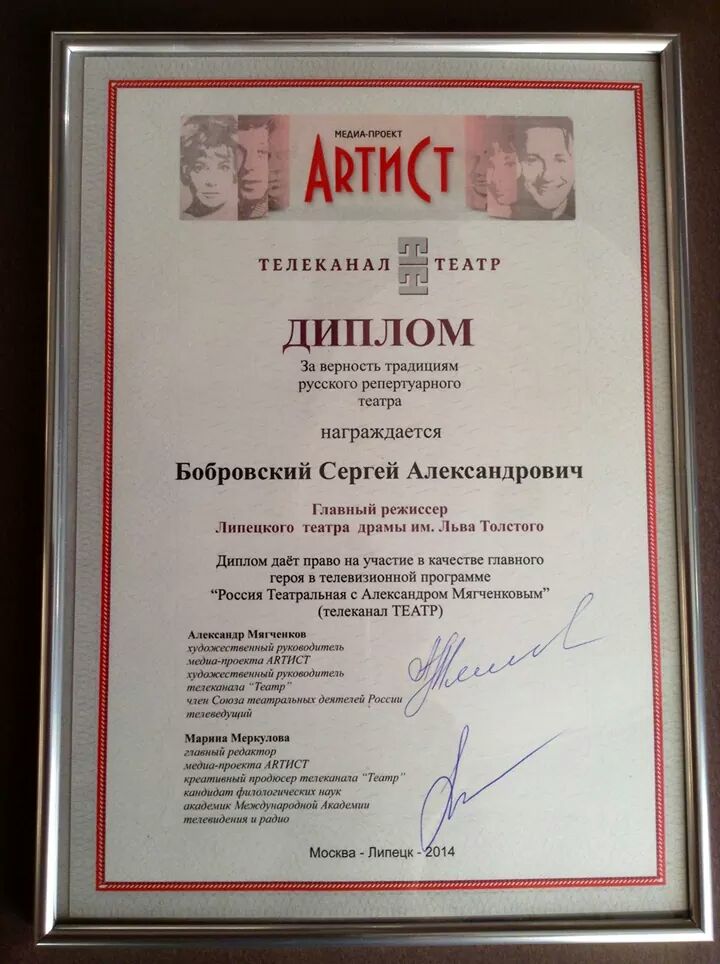 МЕДИА-ПРОЕКТ
АRТИСТ
ТЕЛЕКАНАЛ ТЕАТР
ДИПЛОМ
За верность традициям
русского репертуарного
театра
награждается
Бобровский Сергей Александрович
Главный режиссер
Липецкого театра драмы им. Льва Толстого
Диплом даёт право на участие в качестве главного
героя в телевизионной программе
“Россия Театральная с Александром Мягченковым”
(телеканал ТЕАТР)
Александр Мягченков
художественный руководитель
медиа-проекта АRТИСТ
художественный руководитель
телеканала “Театр”
член Союза театральных деятелей России
телеведущий
Марина Меркулова
главный редактор
медиа-проекта АRТИСТ
креативный продюсер телеканала “Театр”
кандидат филологических наук
академик Международной Академии
телевидения и радио
Москва - Липецк - 2014